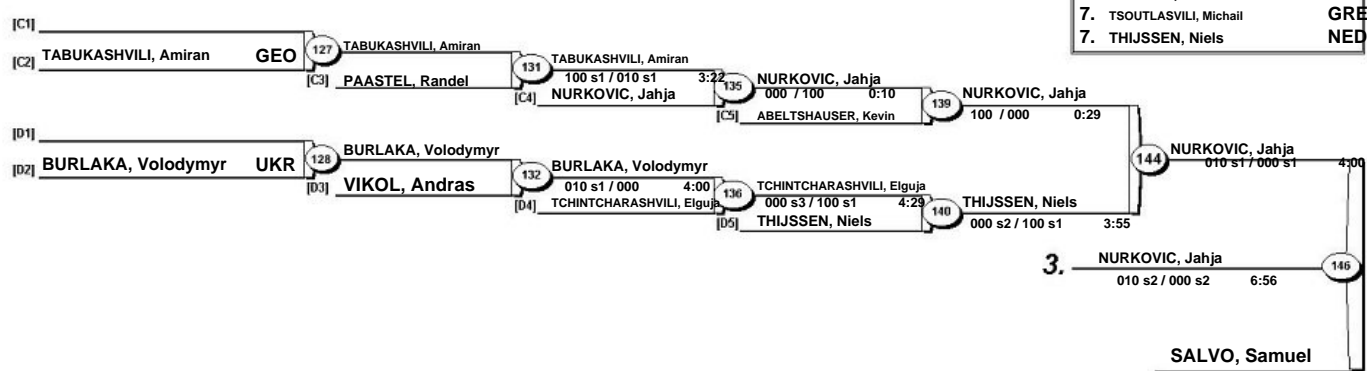 7. TSOUTLASVILI, Michail GRE
7. THIJSSEN, Niels NED
[C1]
[C2] TABUKASHVILI, Amiran GEO
127
TABUKASHVILI, Amiran
[C3] PAASTEL, Randel
131
TABUKASHVILI, Amiran
100 s1 / 010 s1 3:22
[C4] NURKOVIC, Jahja
135
NURKOVIC, Jahja
000 / 100 0:10
[C5] ABELTSHAUSER, Kevin
139
NURKOVIC, Jahja
100 / 000 0:29
[D1]
[D2] BURLAKA, Volodymyr UKR
128
BURLAKA, Volodymyr
[D3] VIKOL, Andras
132
BURLAKA, Volodymyr
010 s1 / 000 4:00
[D4] TCHINTCHARASHVILI, Elguja
136
TCHINTCHARASHVILI, Elguja
000 s3 / 100 s1 4:29
[D5] THIJSSEN, Niels
140
THIJSSEN, Niels
000 s2 / 100 s1 3:55
144
NURKOVIC, Jahja
010 s1 / 000 s1 4:00
3. NURKOVIC, Jahja
010 s2 / 000 s2 6:56
146
SALVO, Samuel